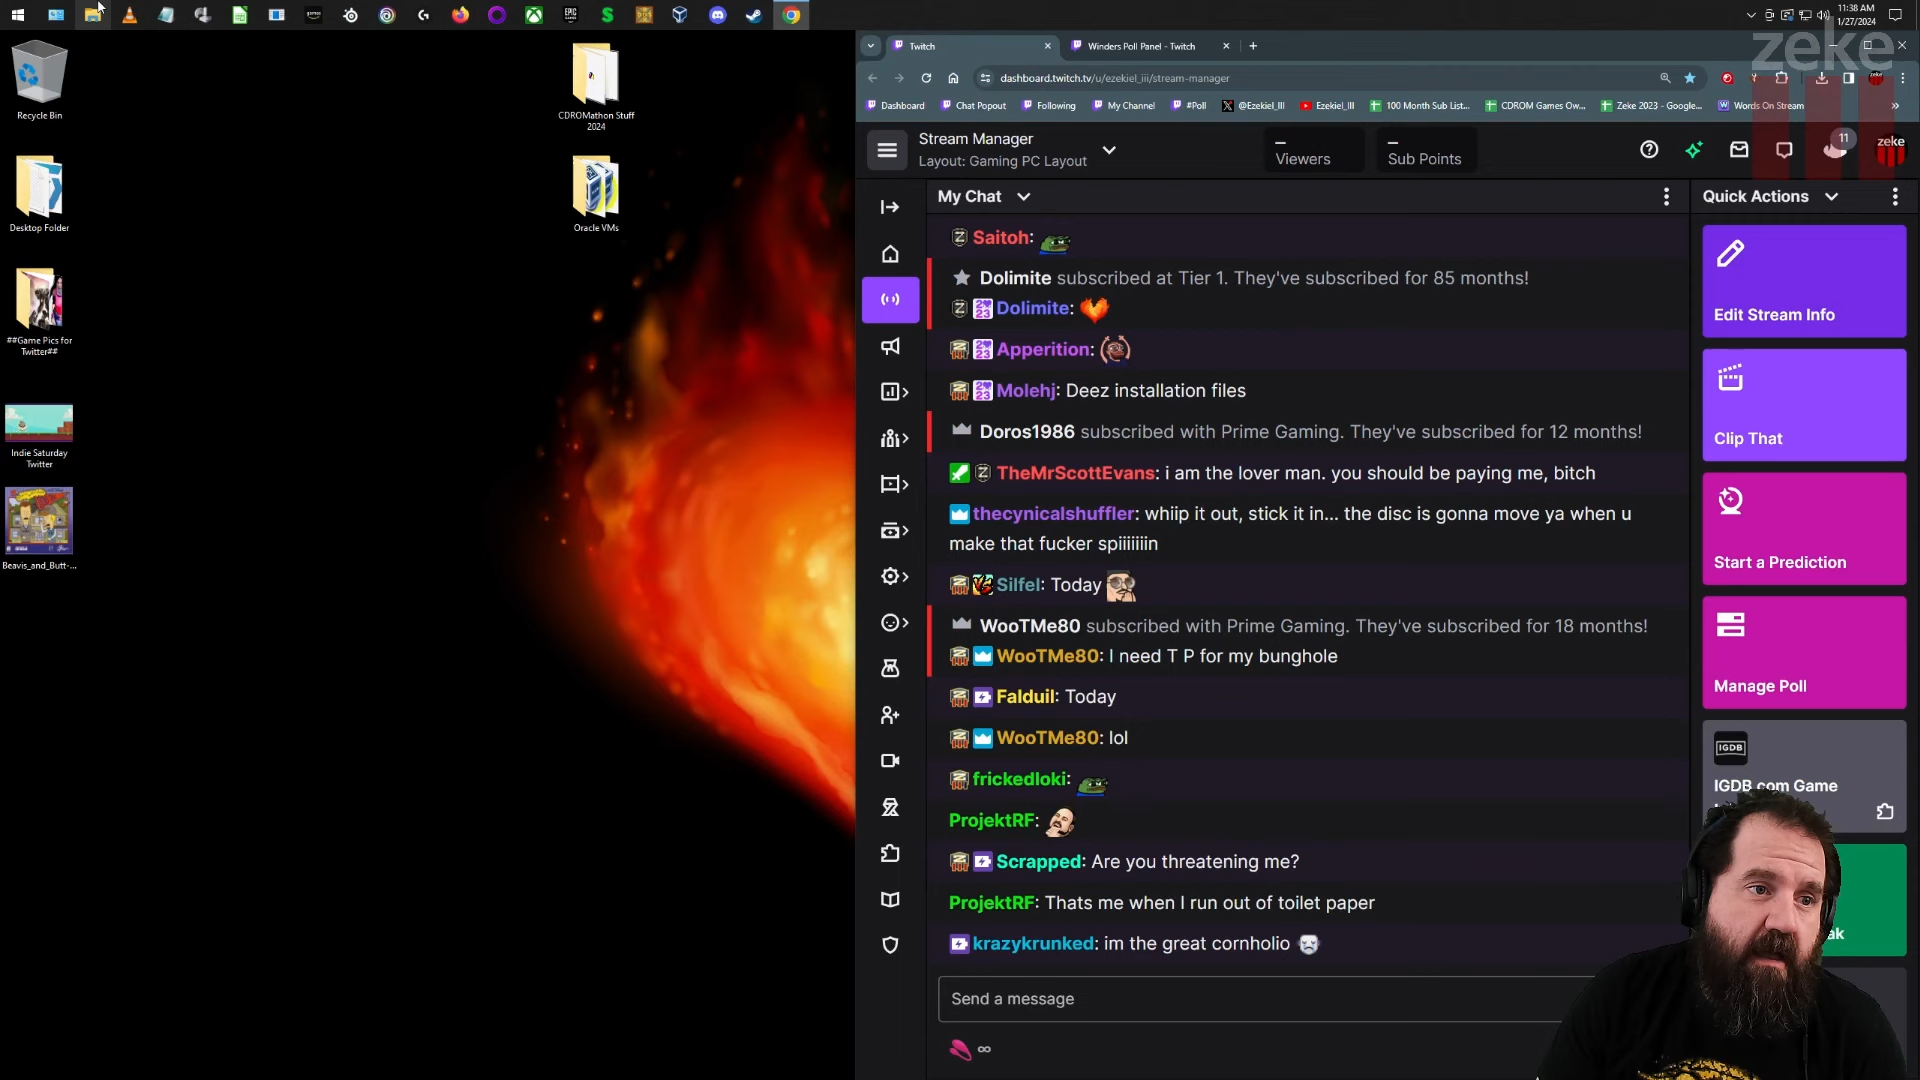 11:38 AM
1/27/2024
zeke
Recycle Bin
Desktop Folder
##Game Pics for
Twitter##
Indie Saturday
Twitter
Beavis_and_Butt-...
CDROMathon Stuff
2024
Oracle VMs
Twitch
Winders Poll Panel - Twitch
dashboard.twitch.tv/u/ezekiel_iii/stream-manager
Dashboard
Chat Popout
Following
My Channel
#Poll
@Ezekiel_III
Ezekiel_III
100 Month Sub List...
CDROM Games Ow...
Zeke 2023 - Google...
Words On Stream
Stream Manager
Layout: Gaming PC Layout
–
Viewers
–
Sub Points
11
zeke
My Chat
Saitoh:
Dolimite subscribed at Tier 1. They've subscribed for 85 months!
Dolimite:
Apperition:
Molehj: Deez installation files
Doros1986 subscribed with Prime Gaming. They've subscribed for 12 months!
TheMrScottEvans: i am the lover man. you should be paying me, bitch
thecynicalshuffler: whiip it out, stick it in... the disc is gonna move ya when u
make that fucker spiiiiiiin
Silfel: Today
WooTMe80 subscribed with Prime Gaming. They've subscribed for 18 months!
WooTMe80: I need T P for my bunghole
Falduil: Today
WooTMe80: lol
frickedloki:
ProjektRF:
Scrapped: Are you threatening me?
ProjektRF: Thats me when I run out of toilet paper
krazykrunked: im the great cornholio
Send a message
∞
Quick Actions
Edit Stream Info
Clip That
Start a Prediction
Manage Poll
IGDB
IGDB com Game
ak